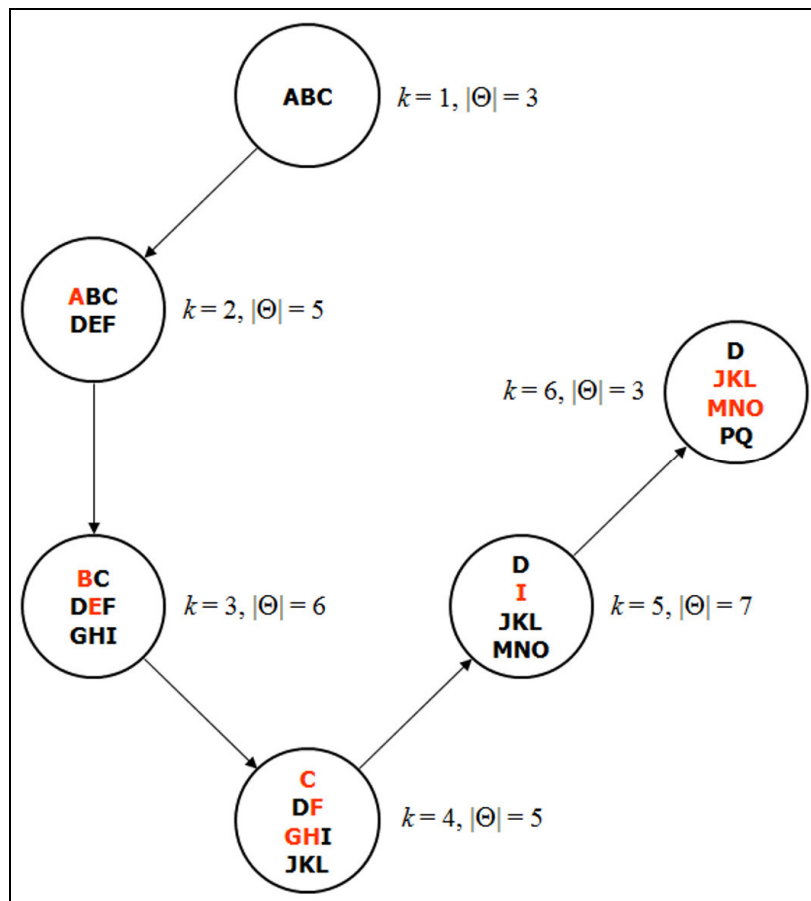 ABC
k = 1, |Θ| = 3
ABC
DEF
k = 2, |Θ| = 5
BC
DEF
GHI
k = 3, |Θ| = 6
C
DF
GHI
JKL
k = 4, |Θ| = 5
D
I
JKL
MNO
k = 5, |Θ| = 7
k = 6, |Θ| = 3
D
JKL
MNO
PQ